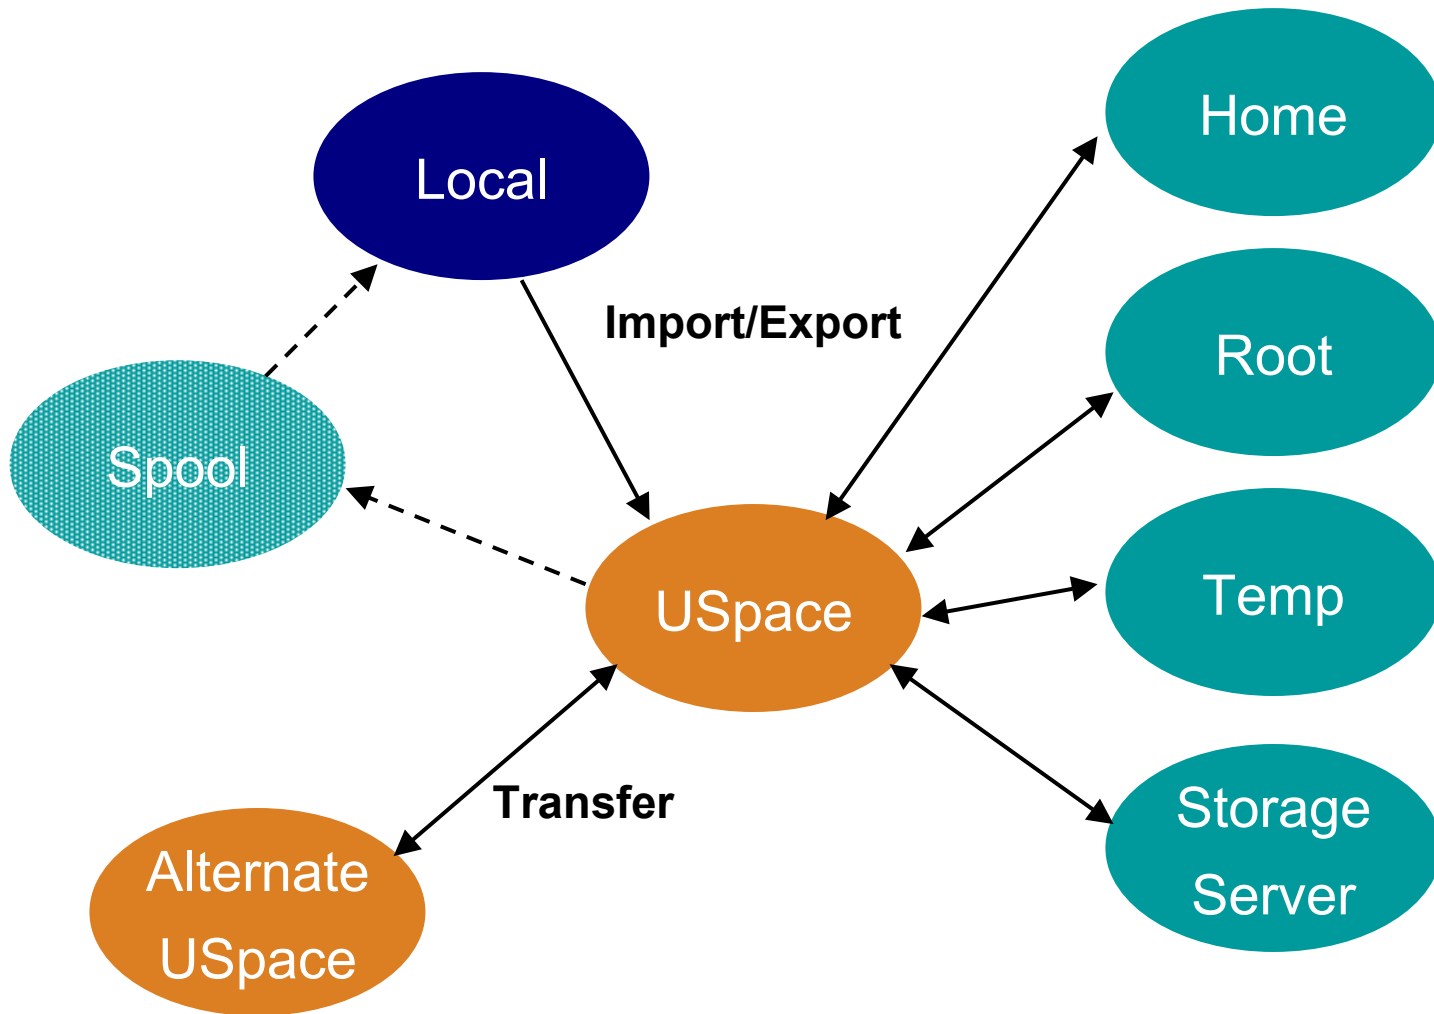 Home
Local
Import/Export
Root
Spool
Temp
USpace
Transfer
Storage
Server
Alternate
USpace